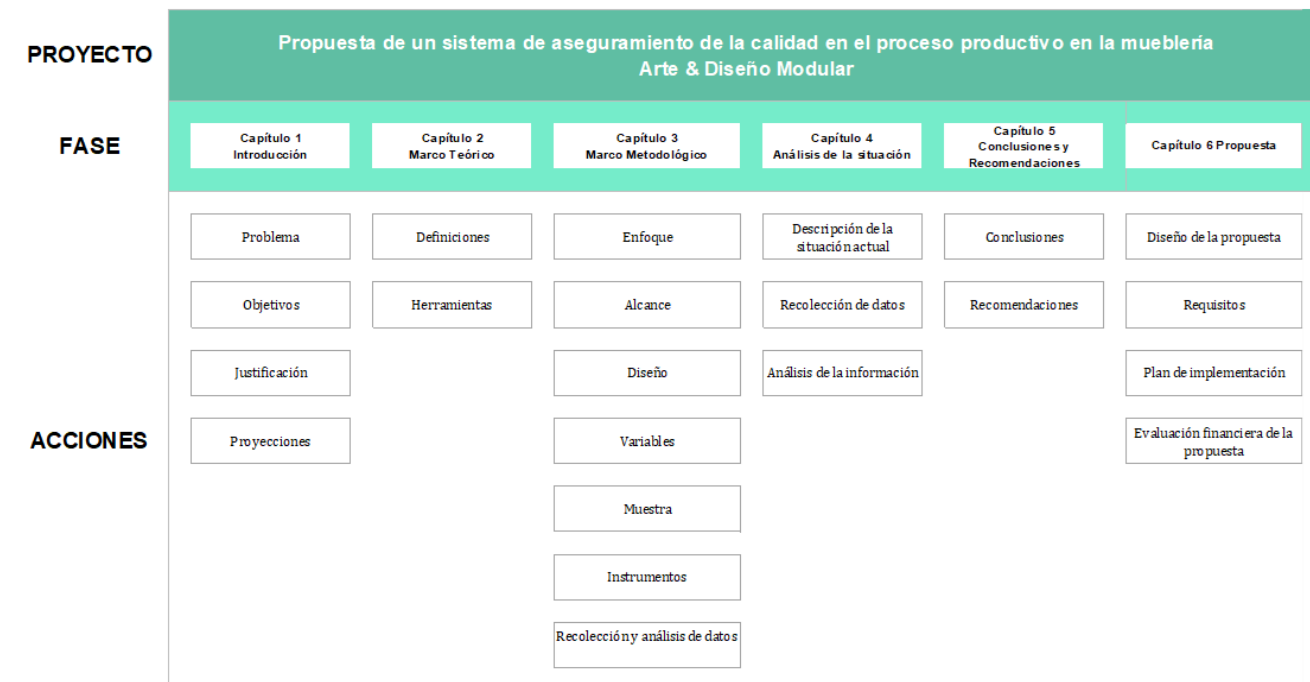 PROYECTO
Propuesta de un sistema de aseguramiento de la calidad en el proceso productivo en la mueblería
Arte & Diseño Modular
FASE
Capítulo 1
Introducción
Capítulo 2
Marco Teórico
Capítulo 3
Marco Metodológico
Capítulo 4
Análisis de la situación
Capítulo 5
Conclusiones y
Recomendaciones
Capítulo 6 Propuesta
ACCIONES
Problema
Objetivos
Justificación
Proyecciones
Definiciones
Herramientas
Enfoque
Alcance
Diseño
Variables
Muestra
Instrumentos
Recolección y análisis de datos
Descripción de la
situación actual
Recolección de datos
Análisis de la información
Conclusiones
Recomendaciones
Diseño de la propuesta
Requisitos
Plan de implementación
Evaluación financiera de la
propuesta